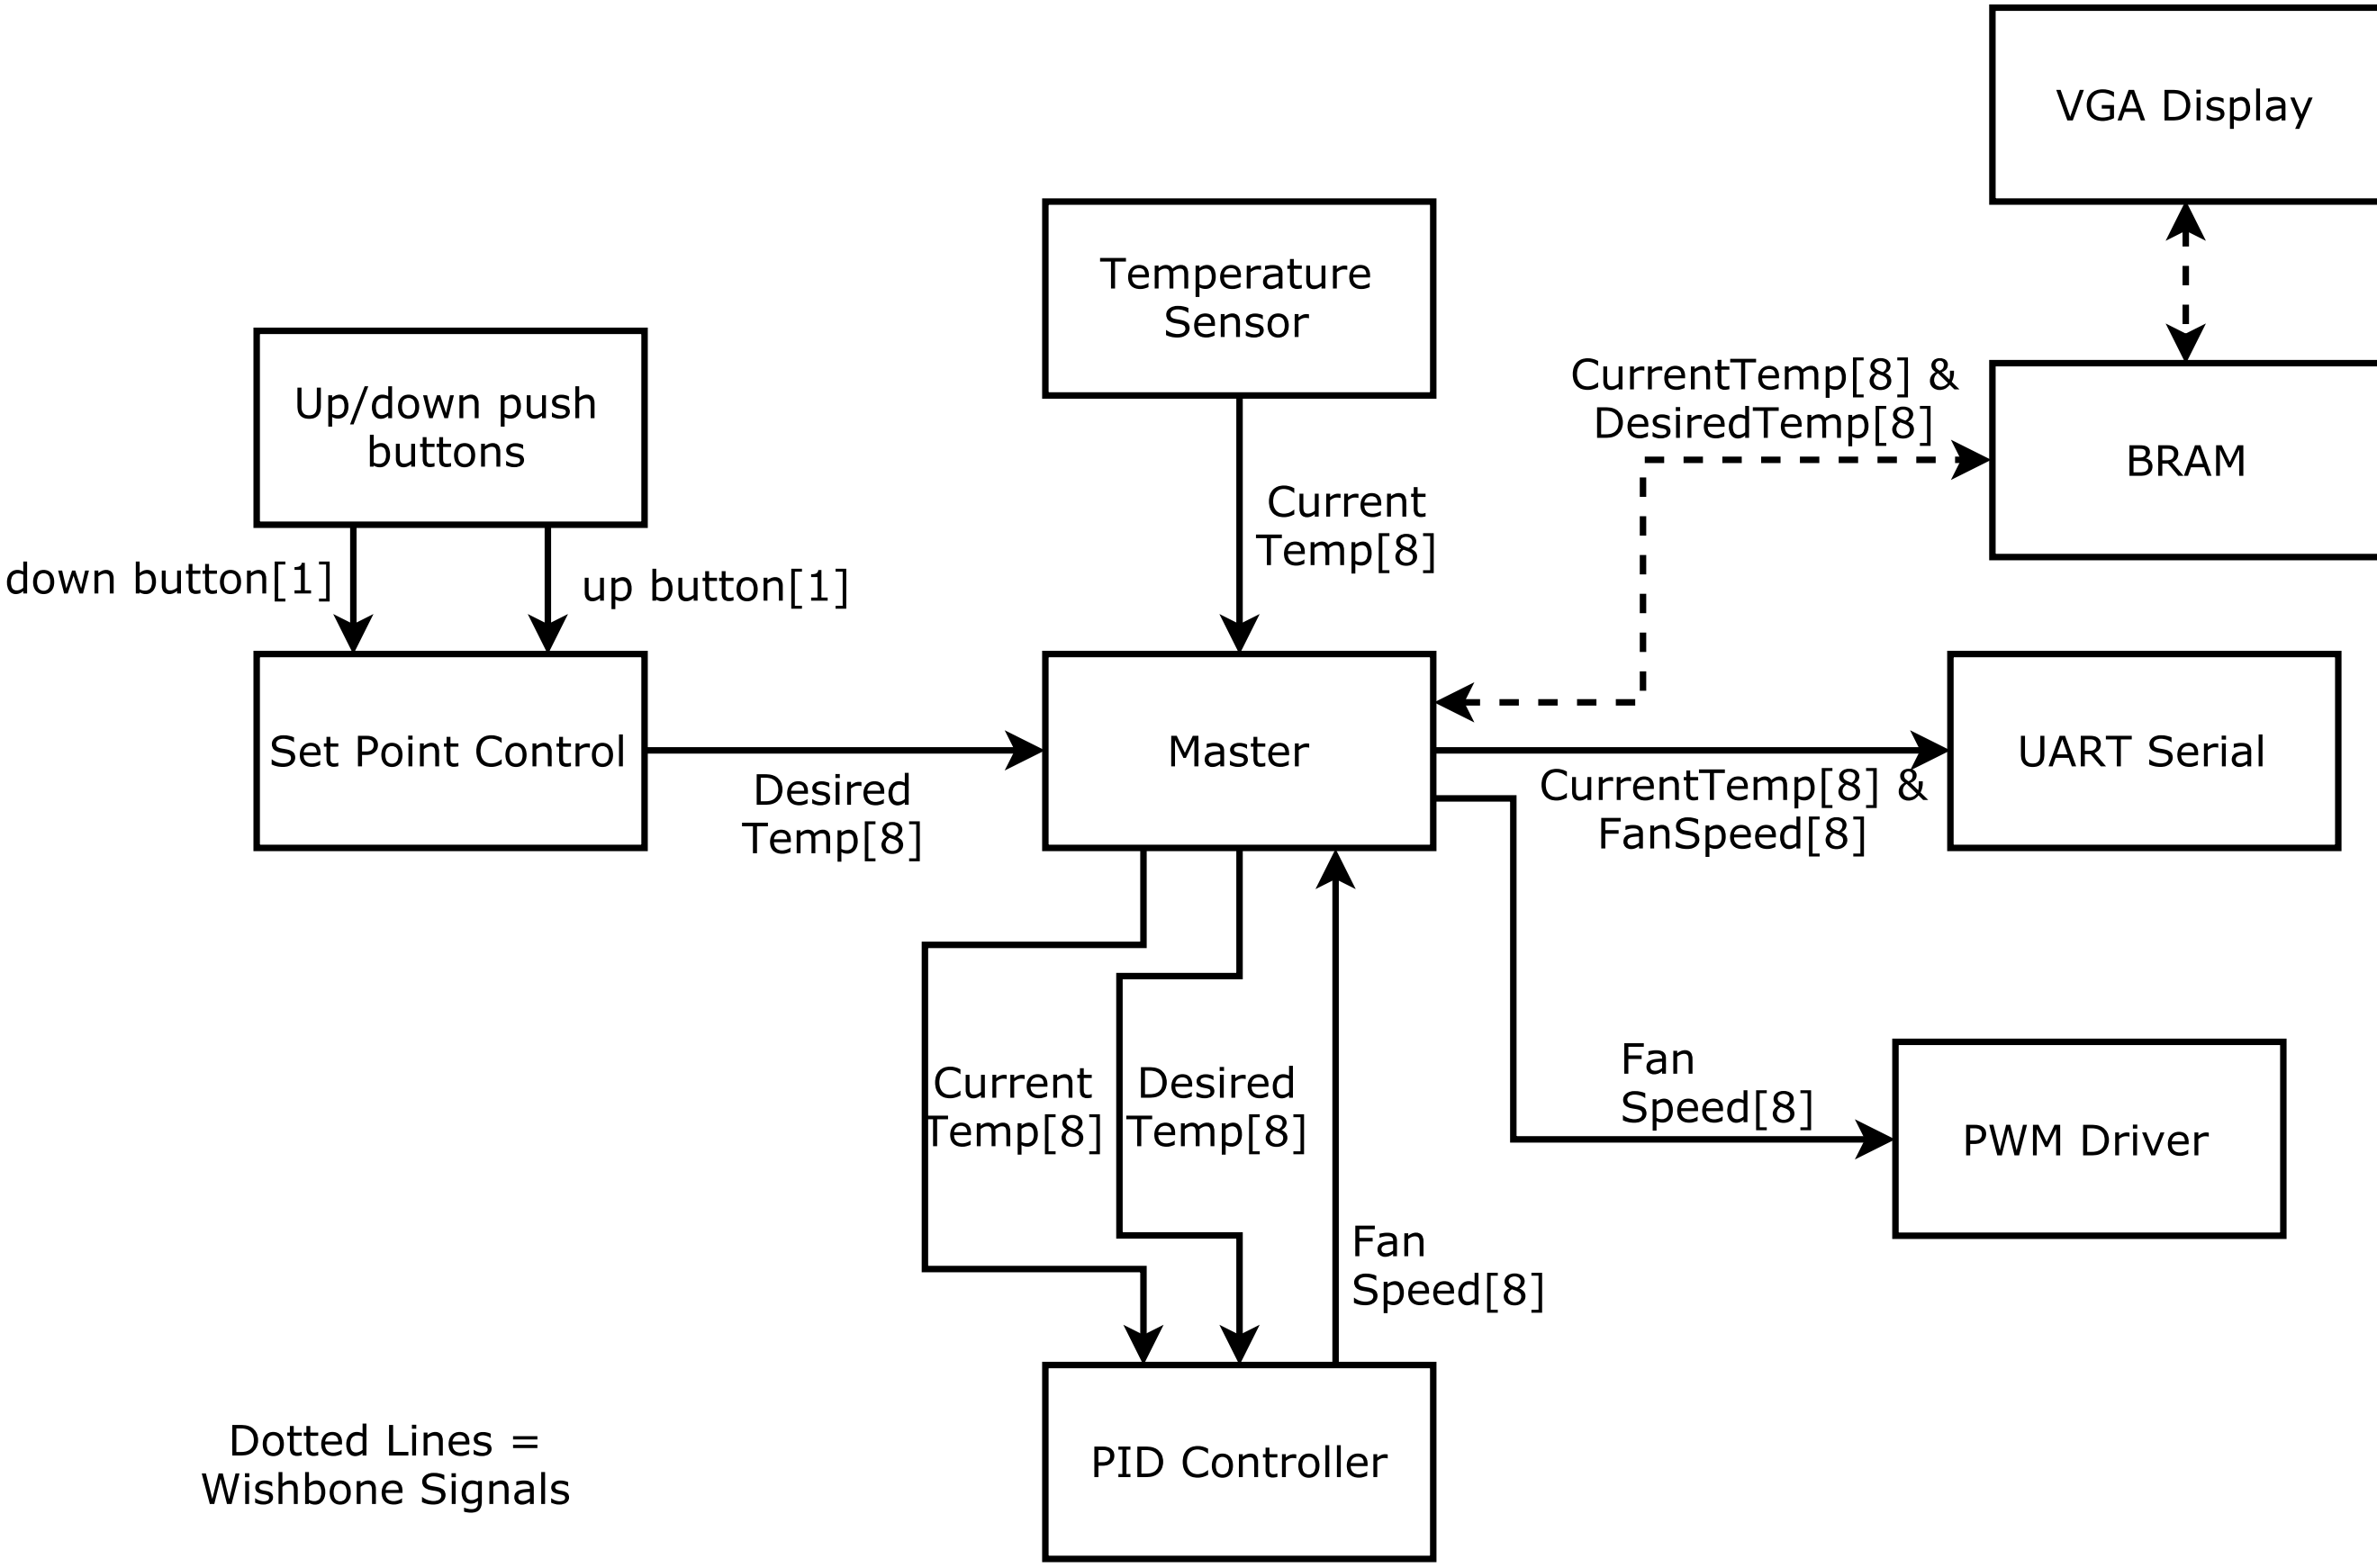 VGA Display
Temperature
Sensor
Up/down push
buttons
CurrentTemp[8] &
DesiredTemp[8]
BRAM
Current
Temp[8]
down button[1]
up button[1]
Set Point Control
Master
UART Serial
Desired
Temp[8]
CurrentTemp[8] &
FanSpeed[8]
Current
Temp[8]
Desired
Temp[8]
Fan
Speed[8]
PWM Driver
Fan
Speed[8]
PID Controller
Dotted Lines =
Wishbone Signals